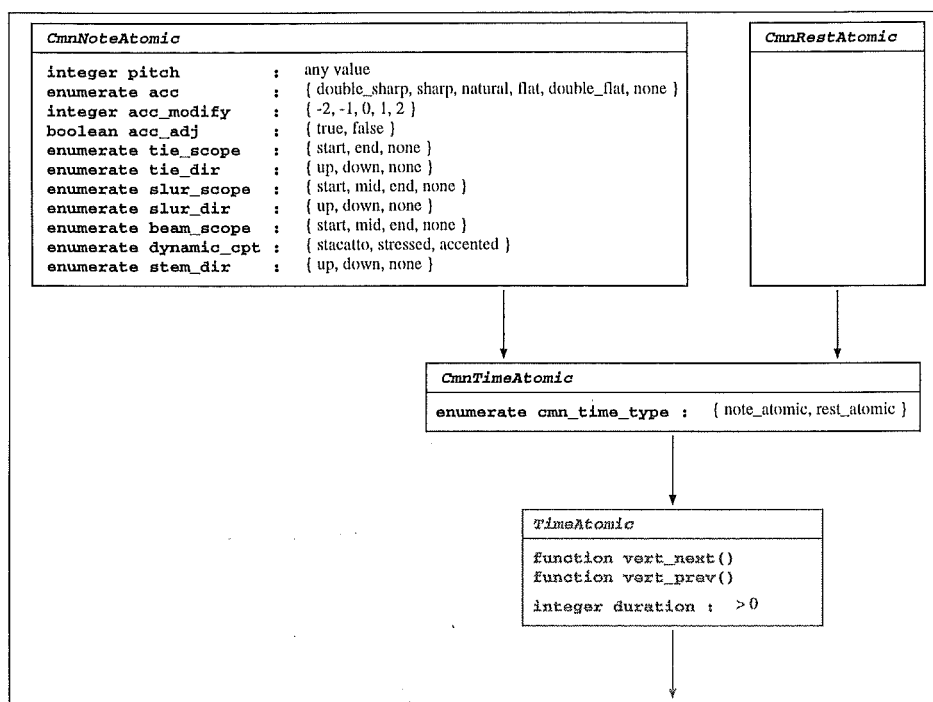 CmnNoteAtomic
integer pitch : any value
enumerate acc : { double_sharp, sharp, natural, flat, double_flat, none }
integer acc_modify : { -2, -1, 0, 1, 2 }
boolean acc_adj : { true, false }
enumerate tie_scope : { start, end, none }
enumerate tie_dir : { up, down, none }
enumerate slur_scope : { start, mid, end, none }
enumerate slur_dir : { up, down, none }
enumerate beam_scope : { start, mid, end, none }
enumerate dynamic_cpt : { stacatto, stressed, accented }
enumerate stem_dir : { up, down, none }
CmnRestAtomic
CmnTimeAtomic
enumerate cmn_time_type : { note_atomic, rest_atomic }
TimeAtomic
function vert_next()
function vert_prev()
integer duration : > 0